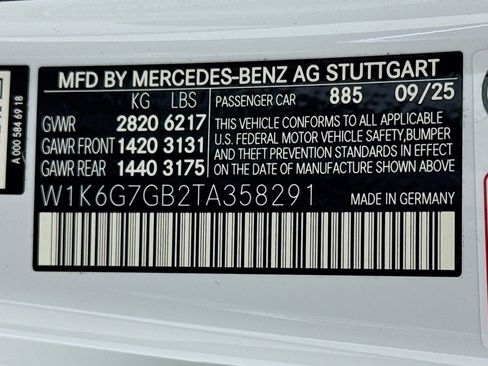 MFD BY MERCEDES-BENZ AG STUTTGART
KG LBS
GVWR 2820 6217
GAWR FRONT 1420 3131
GAWR REAR 1440 3175
PASSENGER CAR 885 09/25
THIS VEHICLE CONFORMS TO ALL APPLICABLE
U.S. FEDERAL MOTOR VEHICLE SAFETY, BUMPER
AND THEFT PREVENTION STANDARDS IN EFFECT
ON THE DATE OF MANUFACTURE SHOWN ABOVE.
W1K6G7GB2TA358291
MADE IN GERMANY
A 000 584 69 18